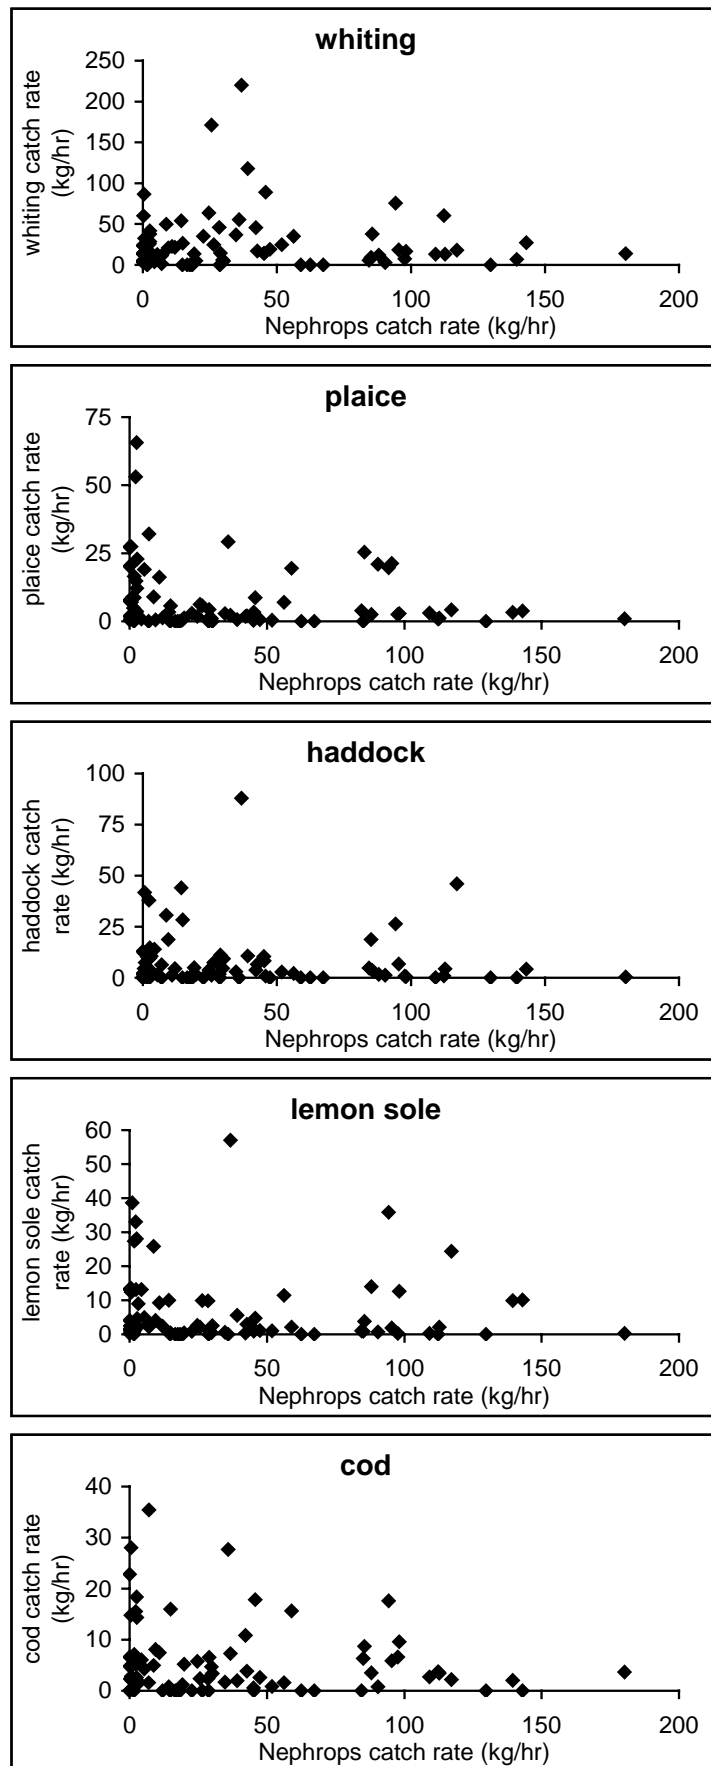 whiting
whiting catch rate
(kg/hr)
250
200
150
100
50
0
0 50 100 150 200
Nephrops catch rate (kg/hr)
plaice
plaice catch rate
(kg/hr)
75
50
25
0
0 50 100 150 200
Nephrops catch rate (kg/hr)
haddock
haddock catch
rate (kg/hr)
100
75
50
25
0
0 50 100 150 200
Nephrops catch rate (kg/hr)
lemon sole
lemon sole catch
rate (kg/hr)
60
50
40
30
20
10
0
0 50 100 150 200
Nephrops catch rate (kg/hr)
cod
cod catch rate
(kg/hr)
40
30
20
10
0
0 50 100 150 200
Nephrops catch rate (kg/hr)